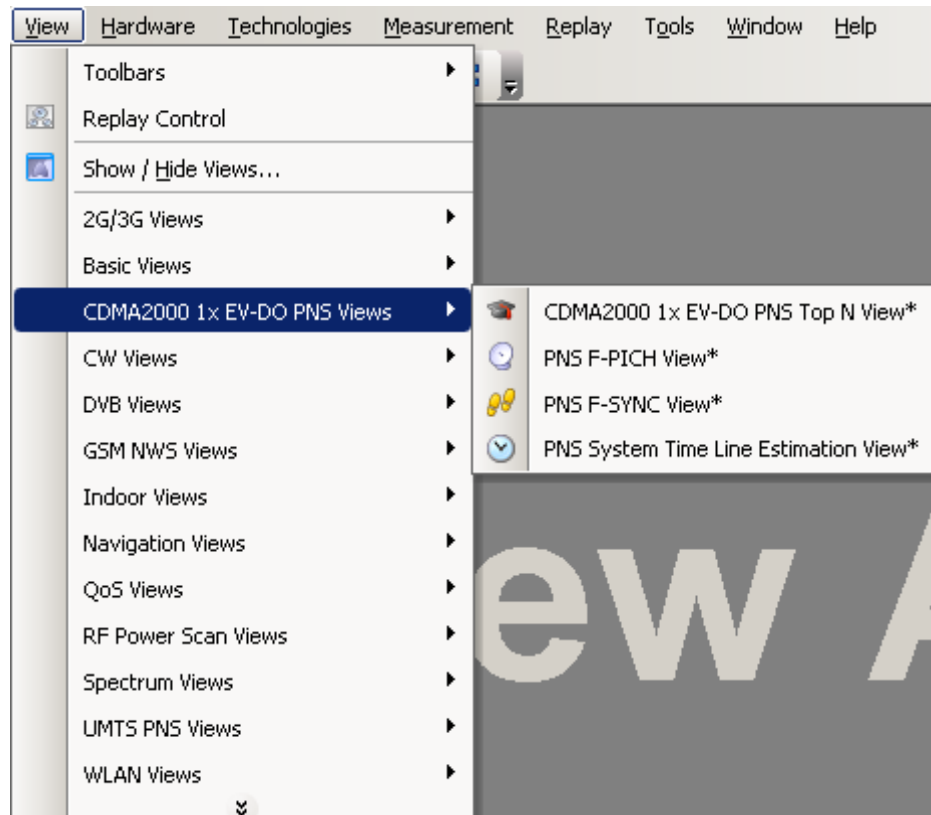 View Hardware Technologies Measurement Replay Tools Window Help
Toolbars
Replay Control
Show / Hide Views...
2G/3G Views
Basic Views
CDMA2000 1x EV-DO PNS Views
CW Views
DVB Views
GSM NWS Views
Indoor Views
Navigation Views
QoS Views
RF Power Scan Views
Spectrum Views
UMTS PNS Views
WLAN Views
CDMA2000 1x EV-DO PNS Top N View*
PNS F-PICH View*
PNS F-SYNC View*
PNS System Time Line Estimation View*
ew A